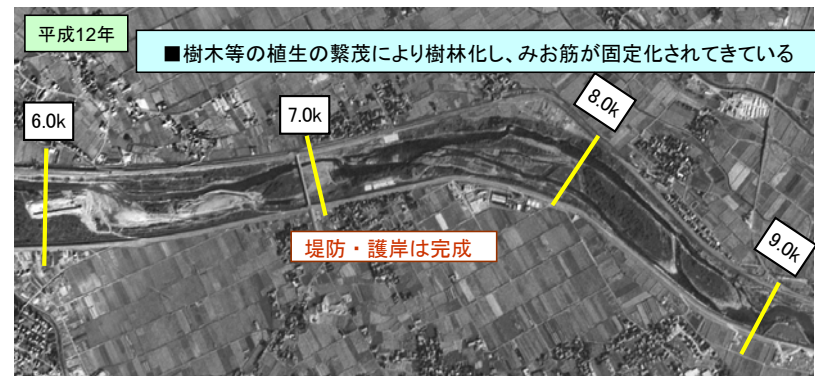 平成12年
■樹木等の植生の繋茂により樹林化し、みお筋が固定化されてきている
6.0k
7.0k
8.0k
9.0k
堤防・護岸は完成